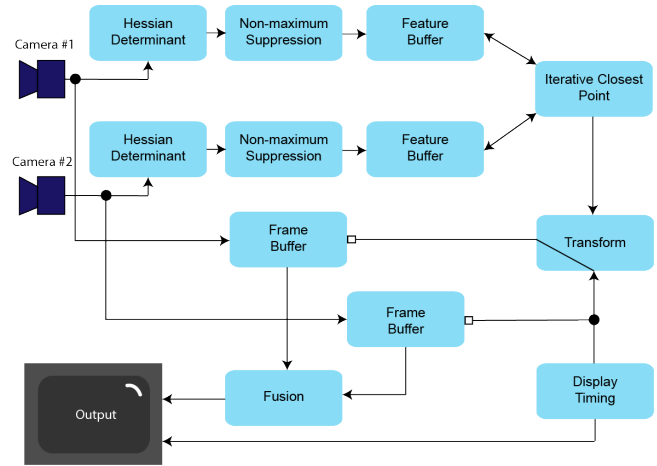 Camera #1
Hessian
Determinant
Non-maximum
Suppression
Feature
Buffer
Iterative Closest
Point
Camera #2
Hessian
Determinant
Non-maximum
Suppression
Feature
Buffer
Frame
Buffer
Transform
Frame
Buffer
Output
Fusion
Display
Timing